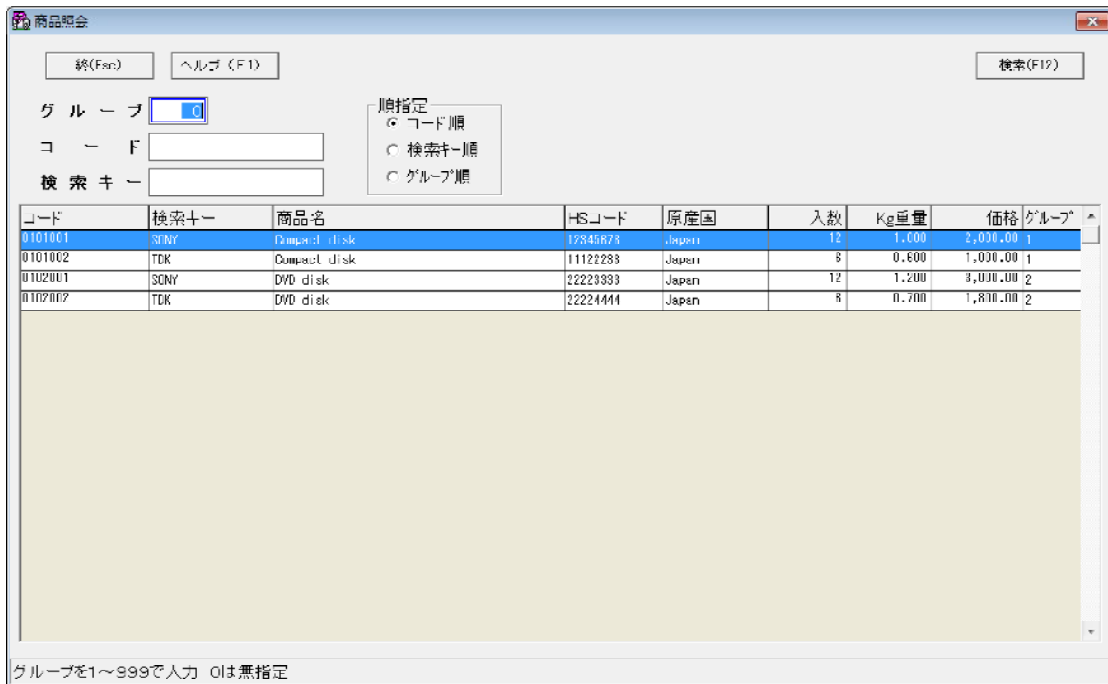 商品照会
終(Esc) ヘルプ (F1) 検索(F12)
グループ 0
コード
検索キー
順指定
コード順
検索キー順
グループ順
コード 検索キー 商品名 HSコード 原産国 入数 Kg重量 価格 グループ
0101001 SONY Compact disk 12345678 Japan 12 1.000 2,000.00 1
0101002 TDK Compact disk Japan 1,000.00 1
0102001 SONY DVD disk 22223333 Japan 12 1.200 3,000.00 2
0102002 TDK DVD disk 22224444 Japan 0.700 1,800.00 2
グループを1～999で入力 0は無指定